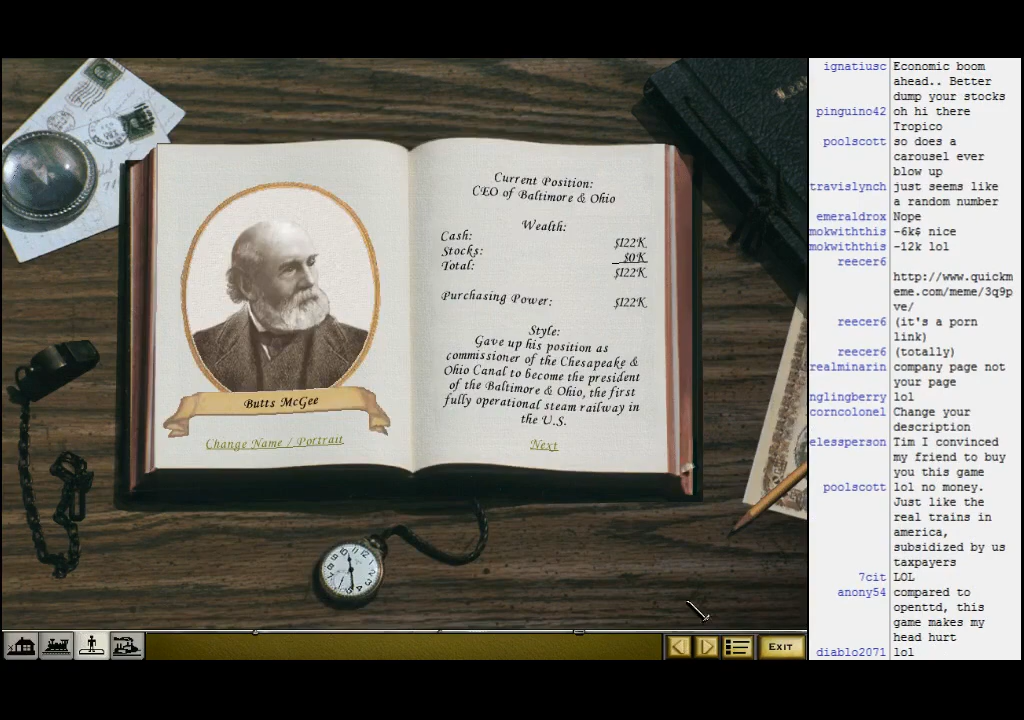 Current Position:
CEO of Baltimore & Ohio
Wealth:
Cash: $122K
Stocks: $0K
Total: $122K
Purchasing Power: $122K
Style:
Gave up his position as
commissioner of the Chesapeake &
Ohio Canal to become the president
of the Baltimore & Ohio, the first
fully operational steam railway in
the U.S.
Butts McGee
Change Name / Portrait
Next
EXIT
ignatiusc Economic boom
ahead.. Better
dump your stocks
pinguino42 oh hi there
Tropico
poolscott so does a
carousel ever
blow up
travislynch just seems like
a random number
emeraldrox Nope
mokwiththis -6k$ nice
mokwiththis -12k lol
reecer6
http://www.quickm
eme.com/meme/3q9p
ve/
reecer6 (it's a porn
link)
reecer6 (totally)
realminarin company page not
your page
nglingberry lol
corncolonel Change your
description
elessperson Tim I convinced
my friend to buy
you this game
poolscott lol no money.
Just like the
real trains in
america,
subsidized by us
taxpayers
7cit LOL
anony54 compared to
openttd, this
game makes my
head hurt
diablo2071 lol